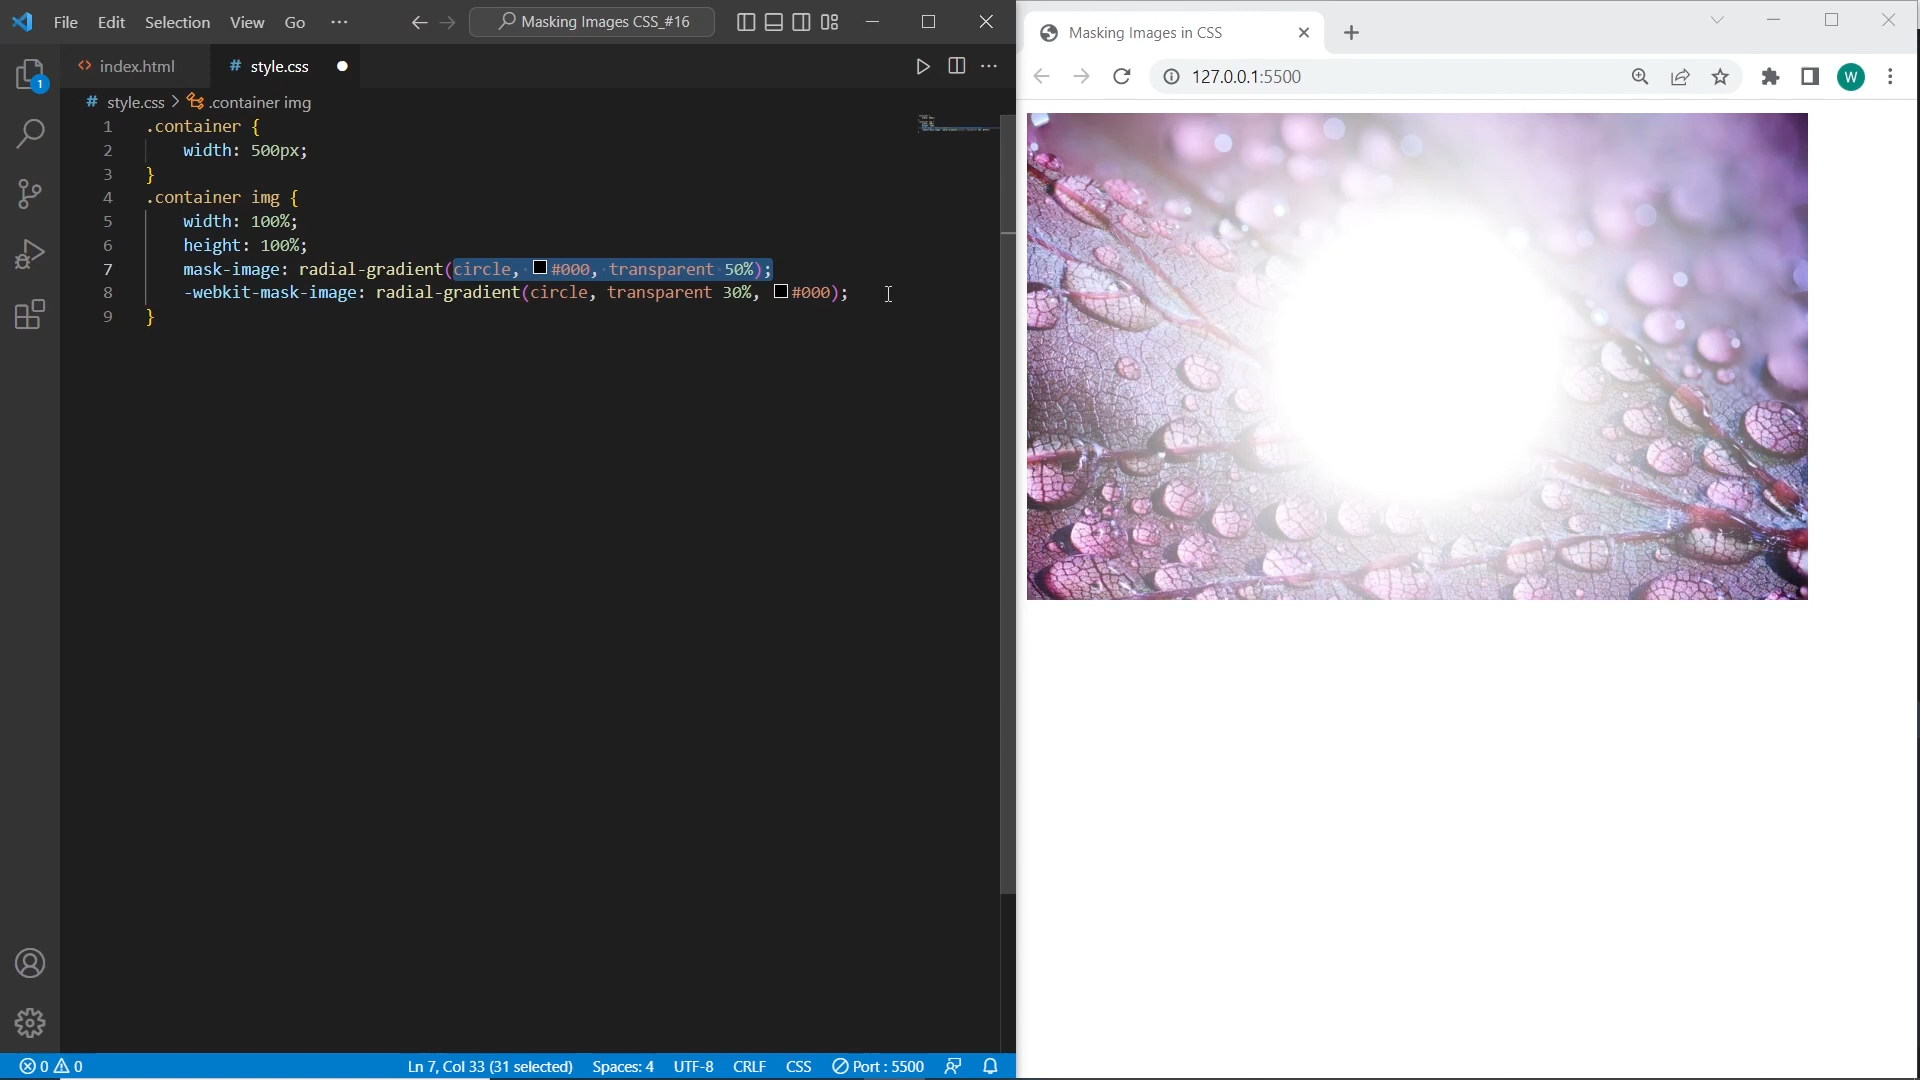 File Edit Selection View Go ··· Masking Images CSS_#16
index.html # style.css
# style.css > .container img
1 .container {
2 width: 500px;
3 }
4 .container img {
5 width: 100%;
6 height: 100%;
7 mask-image: radial-gradient(circle, #000, transparent 50%);
8 -webkit-mask-image: radial-gradient(circle, transparent 30%, #000);
9 }
1
0 0 Ln 7, Col 33 (31 selected) Spaces: 4 UTF-8 CRLF CSS Port : 5500
Masking Images in CSS
127.0.0.1:5500
W